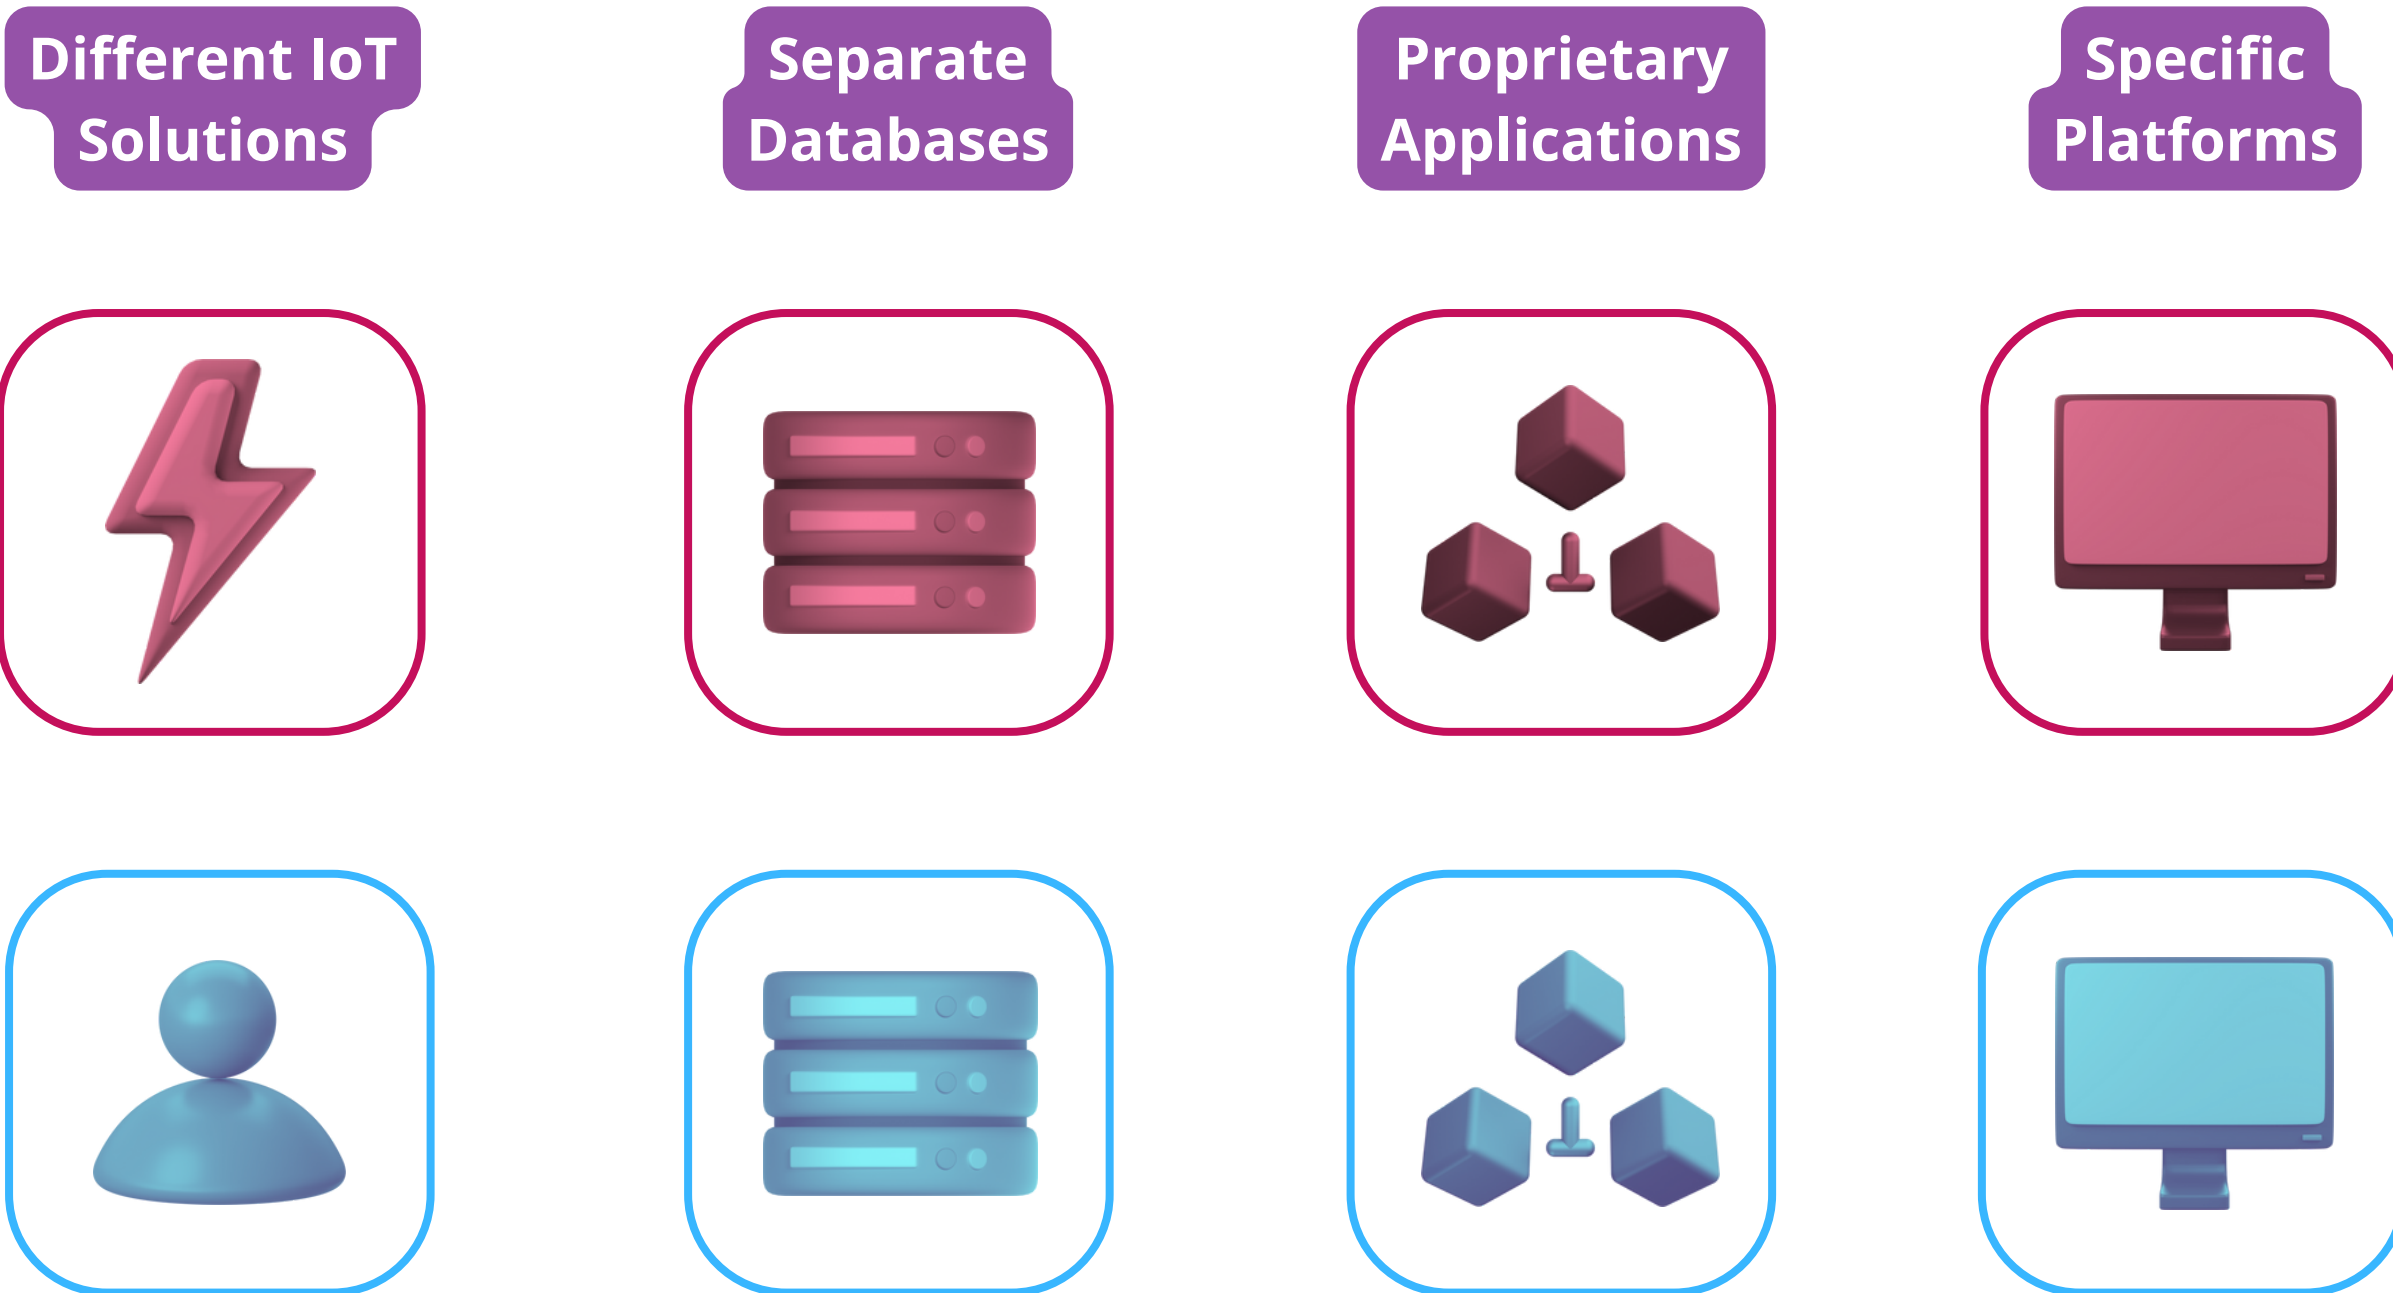 Different IoT
Solutions
Separate
Databases
Proprietary
Applications
Specific
Platforms